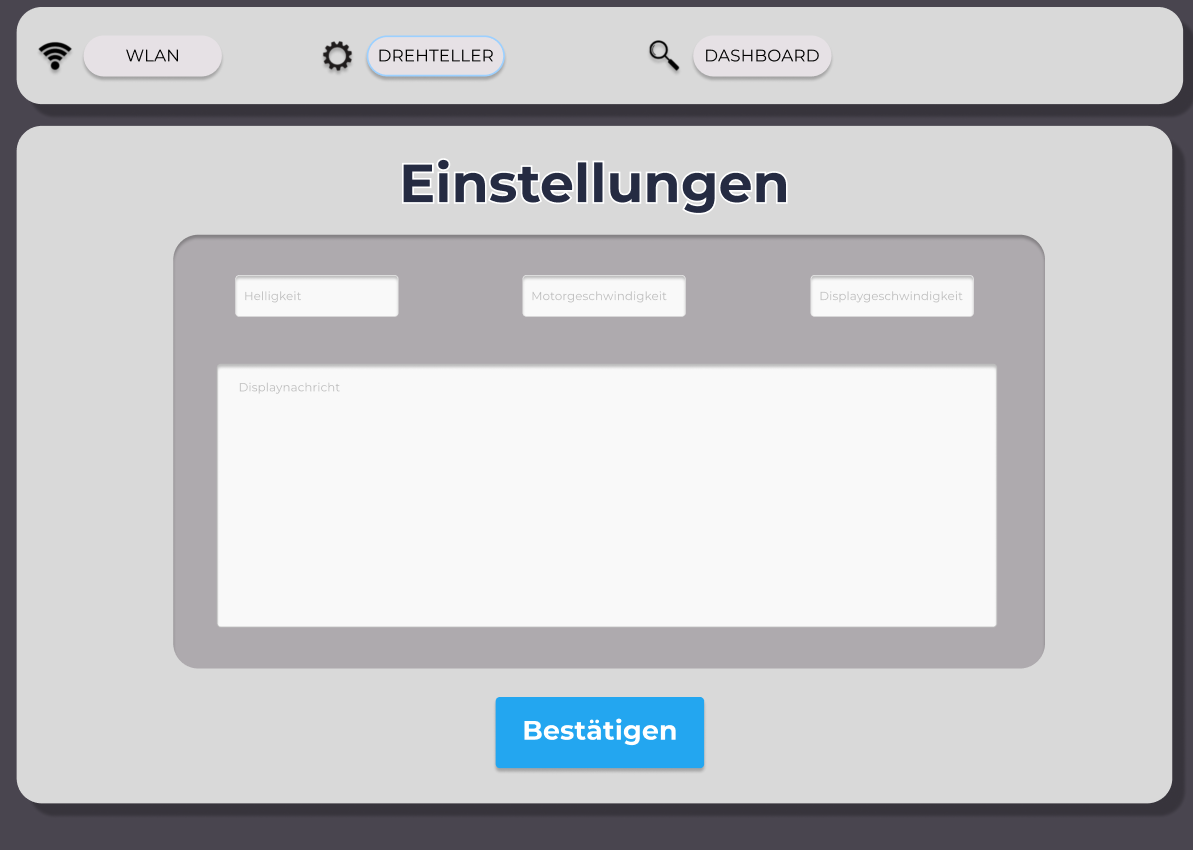 WLAN DREHTELLER DASHBOARD
Einstellungen
Helligkeit Motorgeschwindigkeit Displaygeschwindigkeit
Displaynachricht
Bestätigen